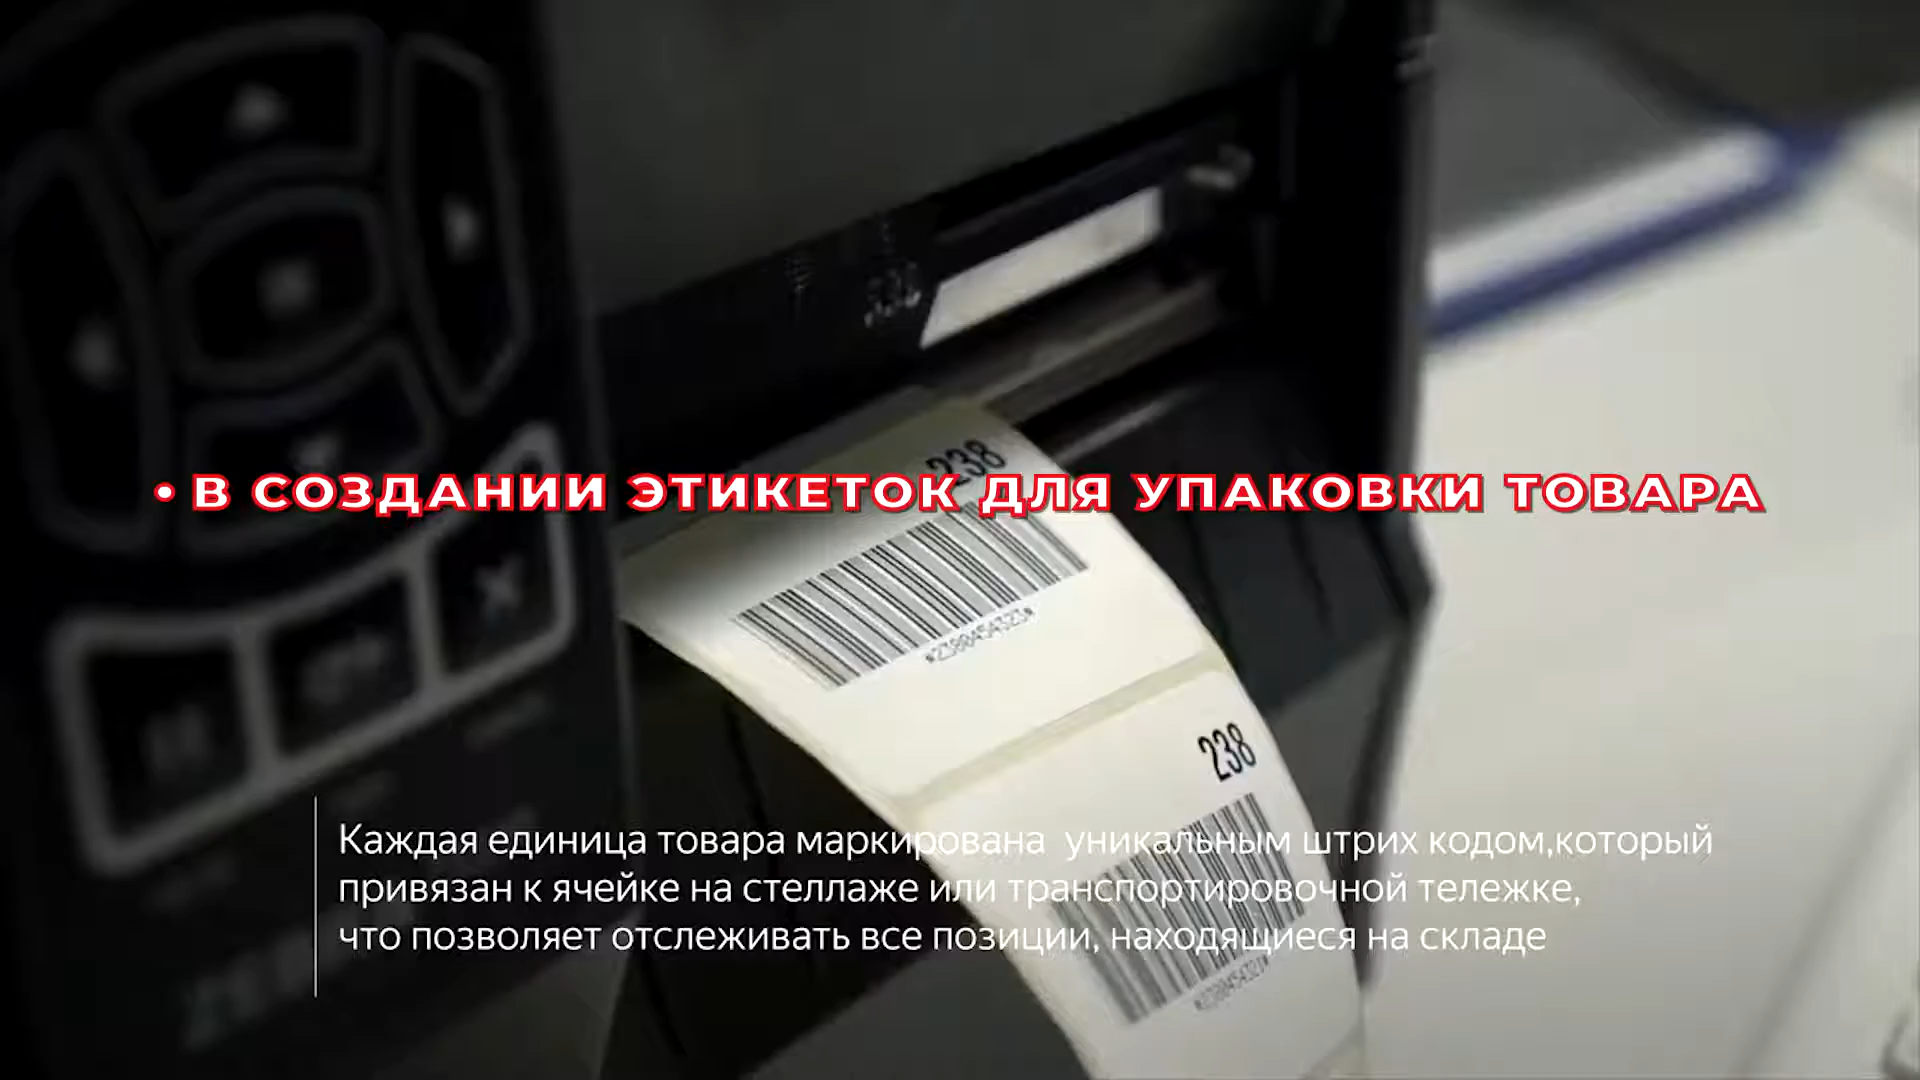 238
• В СОЗДАНИИ ЭТИКЕТОК ДЛЯ УПАКОВКИ ТОВАРА
238
Каждая единица товара маркирована уникальным штрих кодом,который
привязан к ячейке на стеллаже или транспортировочной тележке,
что позволяет отслеживать все позиции, находящиеся на складе